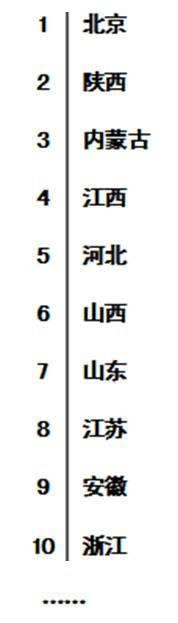 1 北京
2 陕西
3 内蒙古
4 江西
5 河北
6 山西
7 山东
8 江苏
9 安徽
10 浙江
......